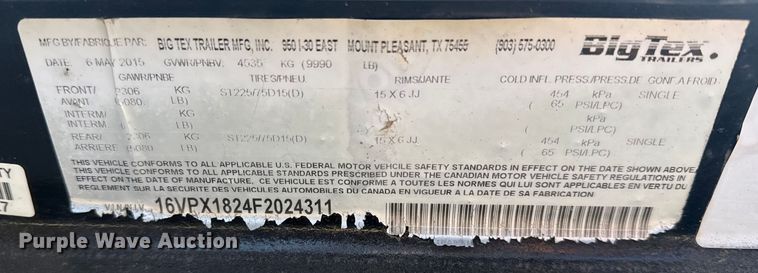 MFG BY/FABRIQUE PAR: BIG TEX TRAILER MFG, INC. 950 I-30 EAST MOUNT PLEASANT, TX 75455 (903) 575-0300 Big Tex
TRAILERS
DATE: 6 MAY 2015 GVWR/PNBV: 4535 KG (9990 LB)
GAWR/PNBE TIRES/PNEU RIMS/JANTE COLD INFL. PRESS/PRESS.DE GONF.A FROID:
FRONT/ 2306 KG ST225/75D15(D) 15 X 6 JJ 454 kPa SINGLE
AVANT (5080 LB) ( 65 PSI/LPC)
INTERM/ KG kPa
INTERM ( LB) ( PSI/LPC)
REAR/ 2306 KG ST225/75D15(D) 15 X 6 JJ 454 kPa SINGLE
ARRIERE (5080 LB) ( 65 PSI/LPC)
THIS VEHICLE CONFORMS TO ALL APPLICABLE U.S. FEDERAL MOTOR VEHICLE SAFETY STANDARDS IN EFFECT ON THE DATE
THIS VEHICLE CONFORMS TO ALL APPLICABLE STANDARDS PRESCRIBED UNDER THE CANADIAN MOTOR VEHICLE SAFETY REGULATIONS IN
EFFECT ON THE DATE OF MANUFACTURE. CE VEHICULE EST CONFORME A TOUTES LES NORMES QUI LUI SONT APPLICABLES EN VERTU DU
REGLEMENT SUR LA SECURITE DES VEHICULES AUTOMOBILES DU CANADA EN VIGUEUR A LA DATE DE SA FABRICATION.
V.I.N./N.I.V. 16VPX1824F2024311
TY
Purple Wave Auction